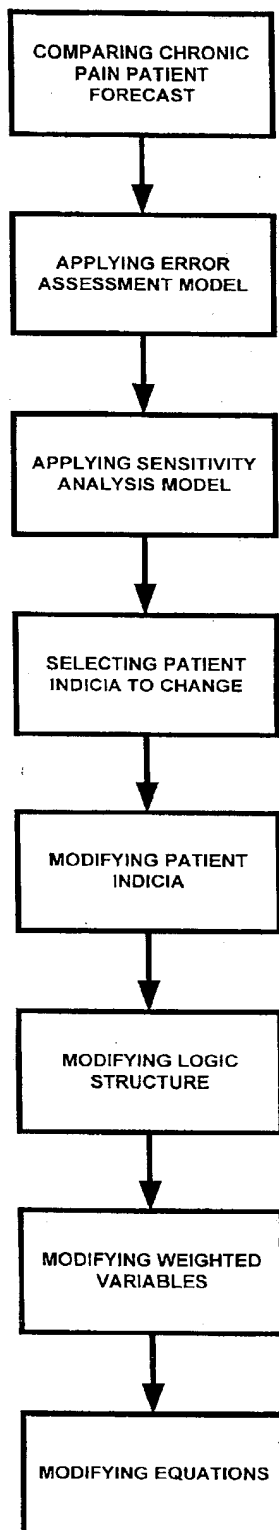 COMPARING CHRONIC
PAIN PATIENT
FORECAST
APPLYING ERROR
ASSESSMENT MODEL
APPLYING SENSITIVITY
ANALYSIS MODEL
SELECTING PATIENT
INDICIA TO CHANGE
MODIFYING PATIENT
INDICIA
MODIFYING LOGIC
STRUCTURE
MODIFYING WEIGHTED
VARIABLES
MODIFYING EQUATIONS